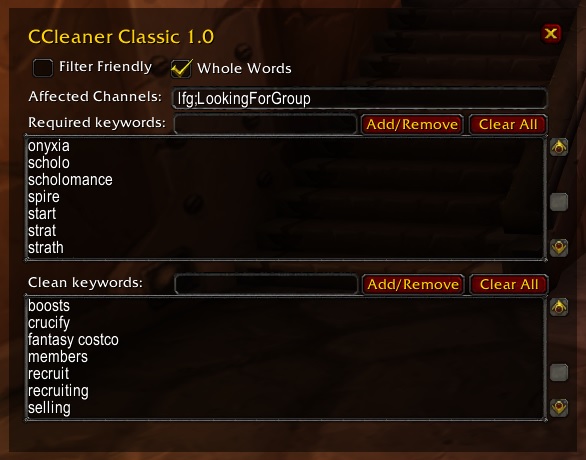 CCleaner Classic 1.0
Filter Friendly Whole Words
Affected Channels: lfg;LookingForGroup
Required keywords: Add/Remove Clear All
onyxia
scholo
scholomance
spire
start
strat
strath
Clean keywords: Add/Remove Clear All
boosts
crucify
fantasy costco
members
recruit
recruiting
selling